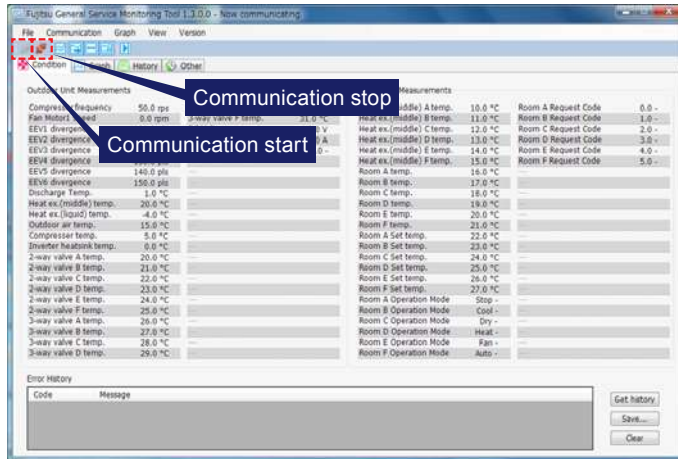 Fujitsu General Service Monitoring Tool 1.3.0.0 - Now communicating
File Communication Graph View Version
Condition Graph History Other
Communication stop
Communication start
Outdoor Unit Measurements
Measurements
Compressor frequency 50.0 rps
Fan Motor1 speed 0.0 rpm 3-way valve F temp. 31.0 °C
EEV1 divergence V
EEV2 divergence A
EEV3 divergence
EEV4 divergence
EEV5 divergence 140.0 pls
EEV6 divergence 150.0 pls
Discharge Temp. 1.0 °C
Heat ex.(middle) temp. 20.0 °C
Heat ex.(liquid) temp. -4.0 °C
Outdoor air temp. 15.0 °C
Compresser temp. 5.0 °C
Inverter heatsink temp. 0.0 °C
2-way valve A temp. 20.0 °C
2-way valve B temp. 21.0 °C
2-way valve C temp. 22.0 °C
2-way valve D temp. 23.0 °C
2-way valve E temp. 24.0 °C
2-way valve F temp. 25.0 °C
3-way valve A temp. 26.0 °C
3-way valve B temp. 27.0 °C
3-way valve C temp. 28.0 °C
3-way valve D temp. 29.0 °C
(middle) A temp. 10.0 °C Room A Request Code 0.0 -
Heat ex.(middle) B temp. 11.0 °C Room B Request Code 1.0 -
Heat ex.(middle) C temp. 12.0 °C Room C Request Code 2.0 -
Heat ex.(middle) D temp. 13.0 °C Room D Request Code 3.0 -
Heat ex.(middle) E temp. 14.0 °C Room E Request Code 4.0 -
Heat ex.(middle) F temp. 15.0 °C Room F Request Code 5.0 -
Room A temp. 16.0 °C
Room B temp. 17.0 °C
Room C temp. 18.0 °C
Room D temp. 19.0 °C
Room E temp. 20.0 °C
Room F temp. 21.0 °C
Room A Set temp. 22.0 °C
Room B Set temp. 23.0 °C
Room C Set temp. 24.0 °C
Room D Set temp. 25.0 °C
Room E Set temp. 26.0 °C
Room F Set temp. 27.0 °C
Room A Operation Mode Stop -
Room B Operation Mode Cool -
Room C Operation Mode Dry -
Room D Operation Mode Heat -
Room E Operation Mode Fan -
Room F Operation Mode Auto -
Error History
Code Message
Get history
Save...
Clear